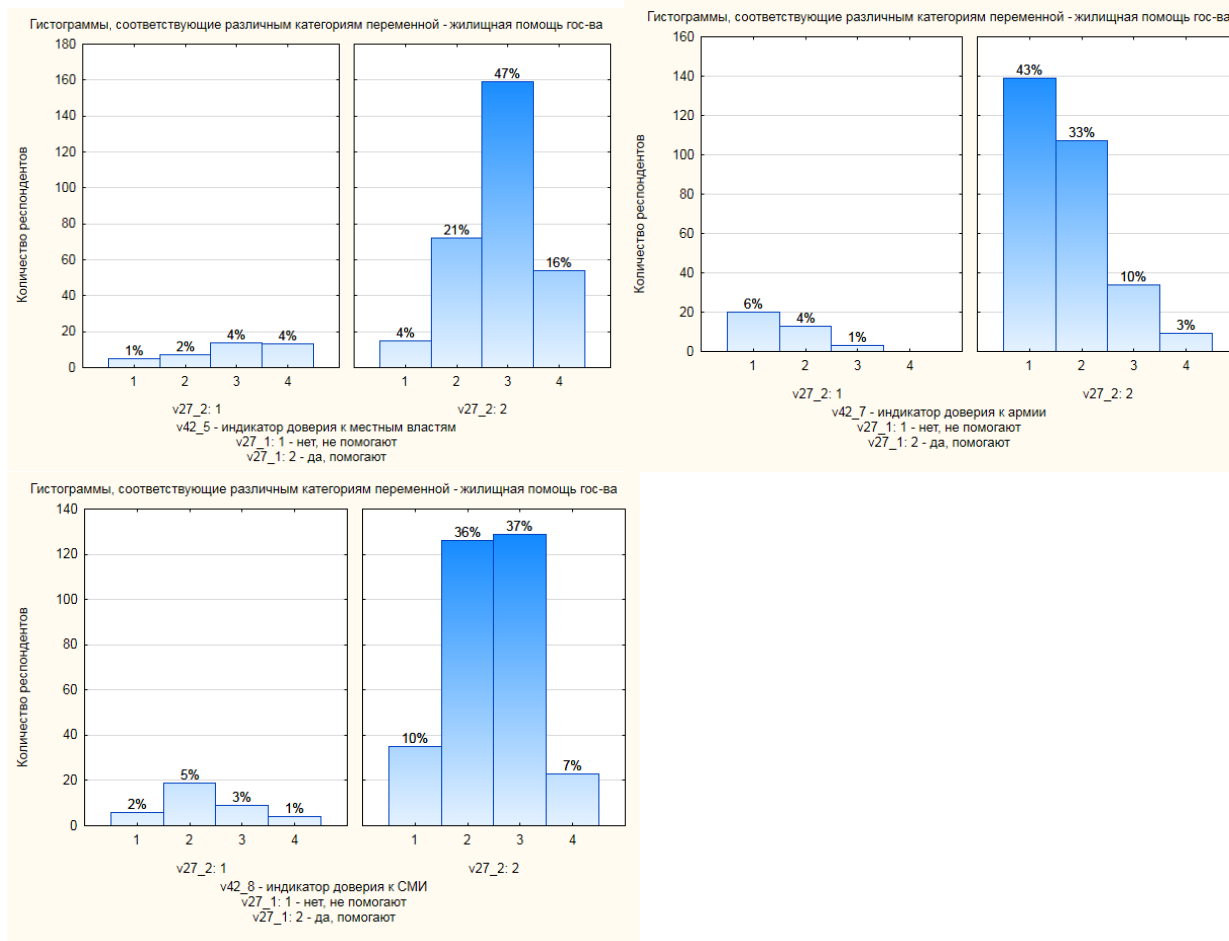 Гистограммы, соответствующие различным категориям переменной - жилищная помощь гос-ва
180
160
140
120
100
80
60
40
20
0
Количество респондентов
1%
2%
4%
4%
1 2 3 4
v27_2: 1
4%
21%
47%
16%
1 2 3 4
v27_2: 2
v42_5 - индикатор доверия к местным властям
v27_1: 1 - нет, не помогают
v27_1: 2 - да, помогают
Гистограммы, соответствующие различным категориям переменной - жилищная помощь гос-ва
160
140
120
100
80
60
40
20
0
Количество респондентов
6%
4%
1%
1 2 3 4
v27_2: 1
43%
33%
10%
3%
1 2 3 4
v27_2: 2
v42_7 - индикатор доверия к армии
v27_1: 1 - нет, не помогают
v27_1: 2 - да, помогают
Гистограммы, соответствующие различным категориям переменной - жилищная помощь гос-ва
140
120
100
80
60
40
20
0
Количество респондентов
2%
5%
3%
1%
1 2 3 4
v27_2: 1
10%
36%
37%
7%
1 2 3 4
v27_2: 2
v42_8 - индикатор доверия к СМИ
v27_1: 1 - нет, не помогают
v27_1: 2 - да, помогают